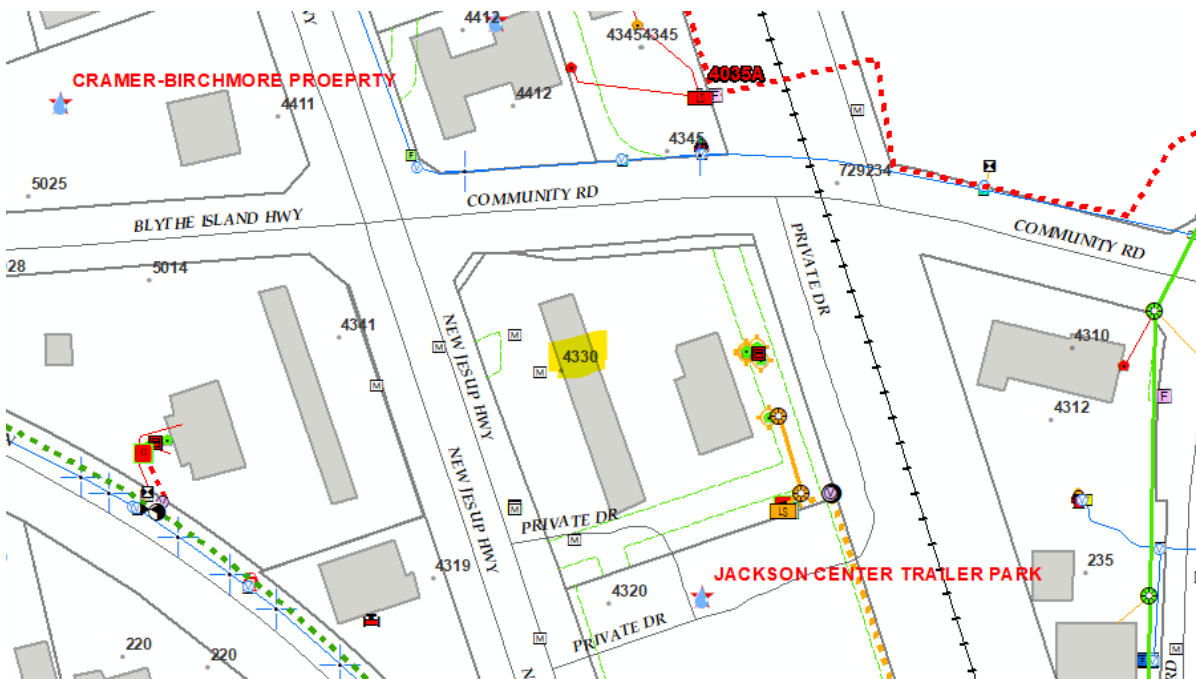 4412
43454345
4035A
CRAMER-BIRCHMORE PROEPRTY
LS
F
4411
4412
M
4345
F
V
V
V
729234
5025
COMMUNITY RD
BLYTHE ISLAND HWY
COMMUNITY RD
PRIVATE DR
28
5014
NEW JESUP HWY
4341
M
M
4330
M
M
4310
F
4312
NEW JESUP HWY
V
LS
V
M
PRIVATE DR
M
V
V
4319
JACKSON CENTER TRAILER PARK
235
4320
PRIVATE DR
M
220
220
M
RD